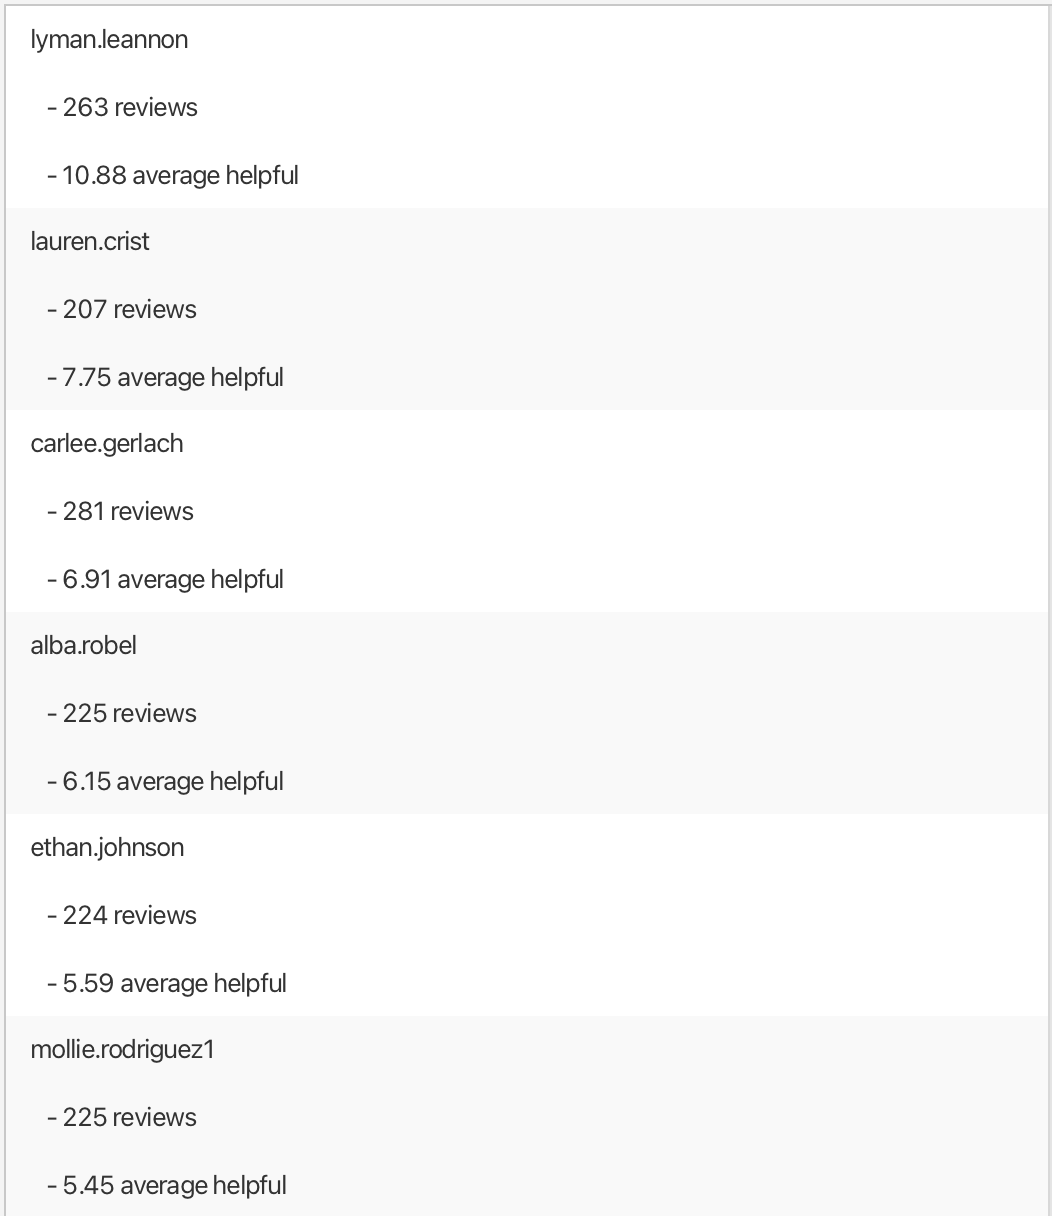 lyman.leannon
- 263 reviews
- 10.88 average helpful
lauren.crist
- 207 reviews
- 7.75 average helpful
carlee.gerlach
- 281 reviews
- 6.91 average helpful
alba.robel
- 225 reviews
- 6.15 average helpful
ethan.johnson
- 224 reviews
- 5.59 average helpful
mollie.rodriguez1
- 225 reviews
- 5.45 average helpful